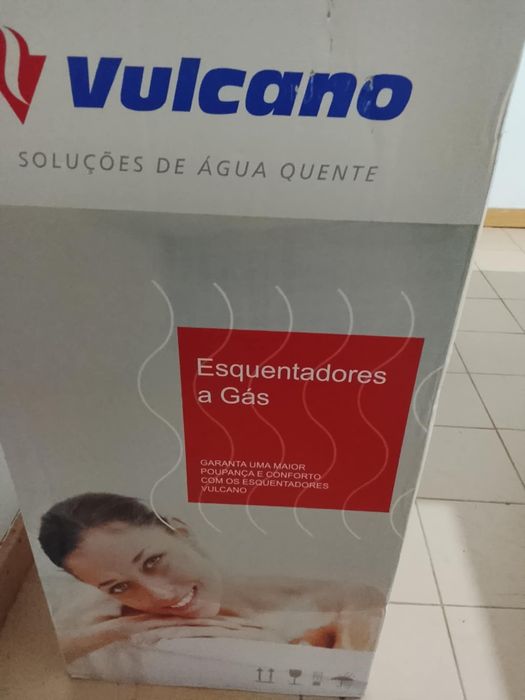 Vulcano
SOLUÇÕES DE ÁGUA QUENTE
Esquentadores
a Gás
GARANTA UMA MAIOR
POUPANÇA E CONFORTO
COM OS ESQUENTADORES
VULCANO